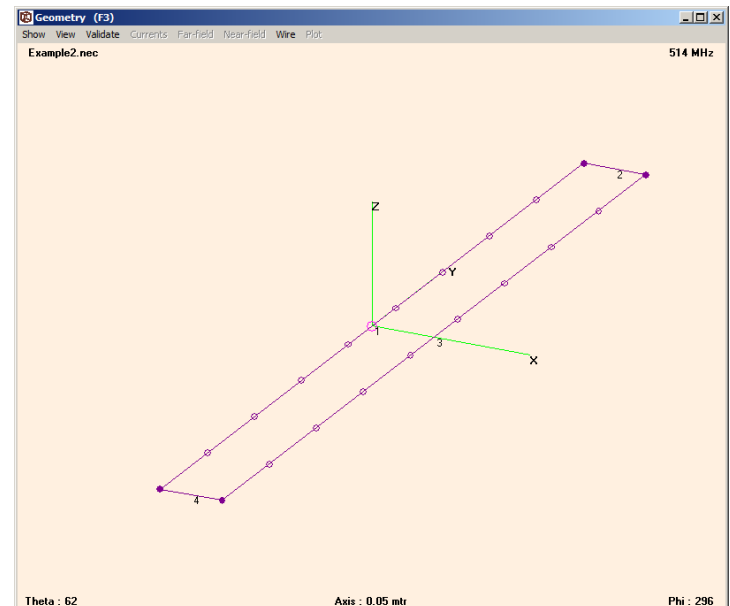 Geometry (F3)
Show View Validate Currents Far-field Near-field Wire Plot
Example2.nec 514 MHz
2
Z
Y
1
3
X
4
Theta : 62 Axis : 0.05 mtr Phi : 296